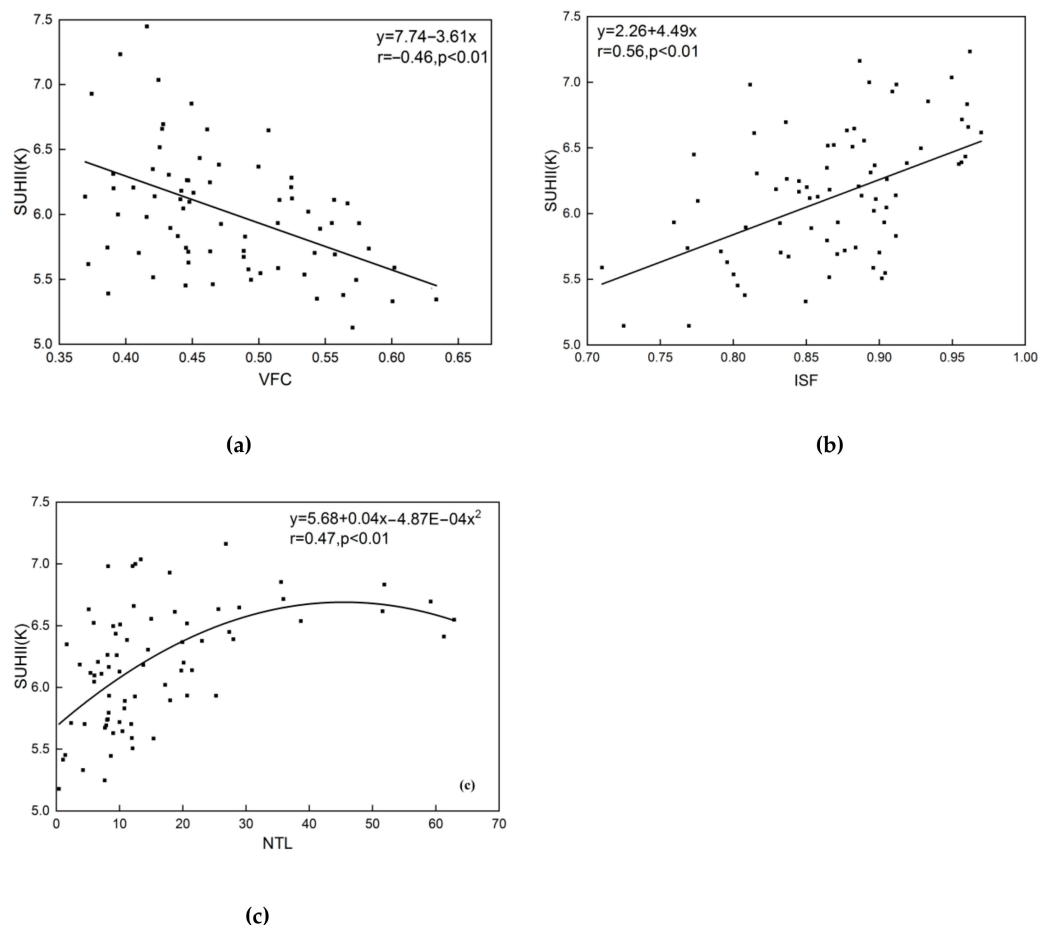 7.5
7.0
6.5
6.0
5.5
5.0
SUHII(K)
y=7.74−3.61x
r=−0.46,p<0.01
0.35 0.40 0.45 0.50 0.55 0.60 0.65
VFC
(a)
7.5
7.0
6.5
6.0
5.5
5.0
SUHII(K)
y=2.26+4.49x
r=0.56,p<0.01
0.70 0.75 0.80 0.85 0.90 0.95 1.00
ISF
(b)
7.5
7.0
6.5
6.0
5.5
5.0
SUHII(K)
y=5.68+0.04x−4.87E−04x²
r=0.47,p<0.01
(c)
0 10 20 30 40 50 60 70
NTL
(c)